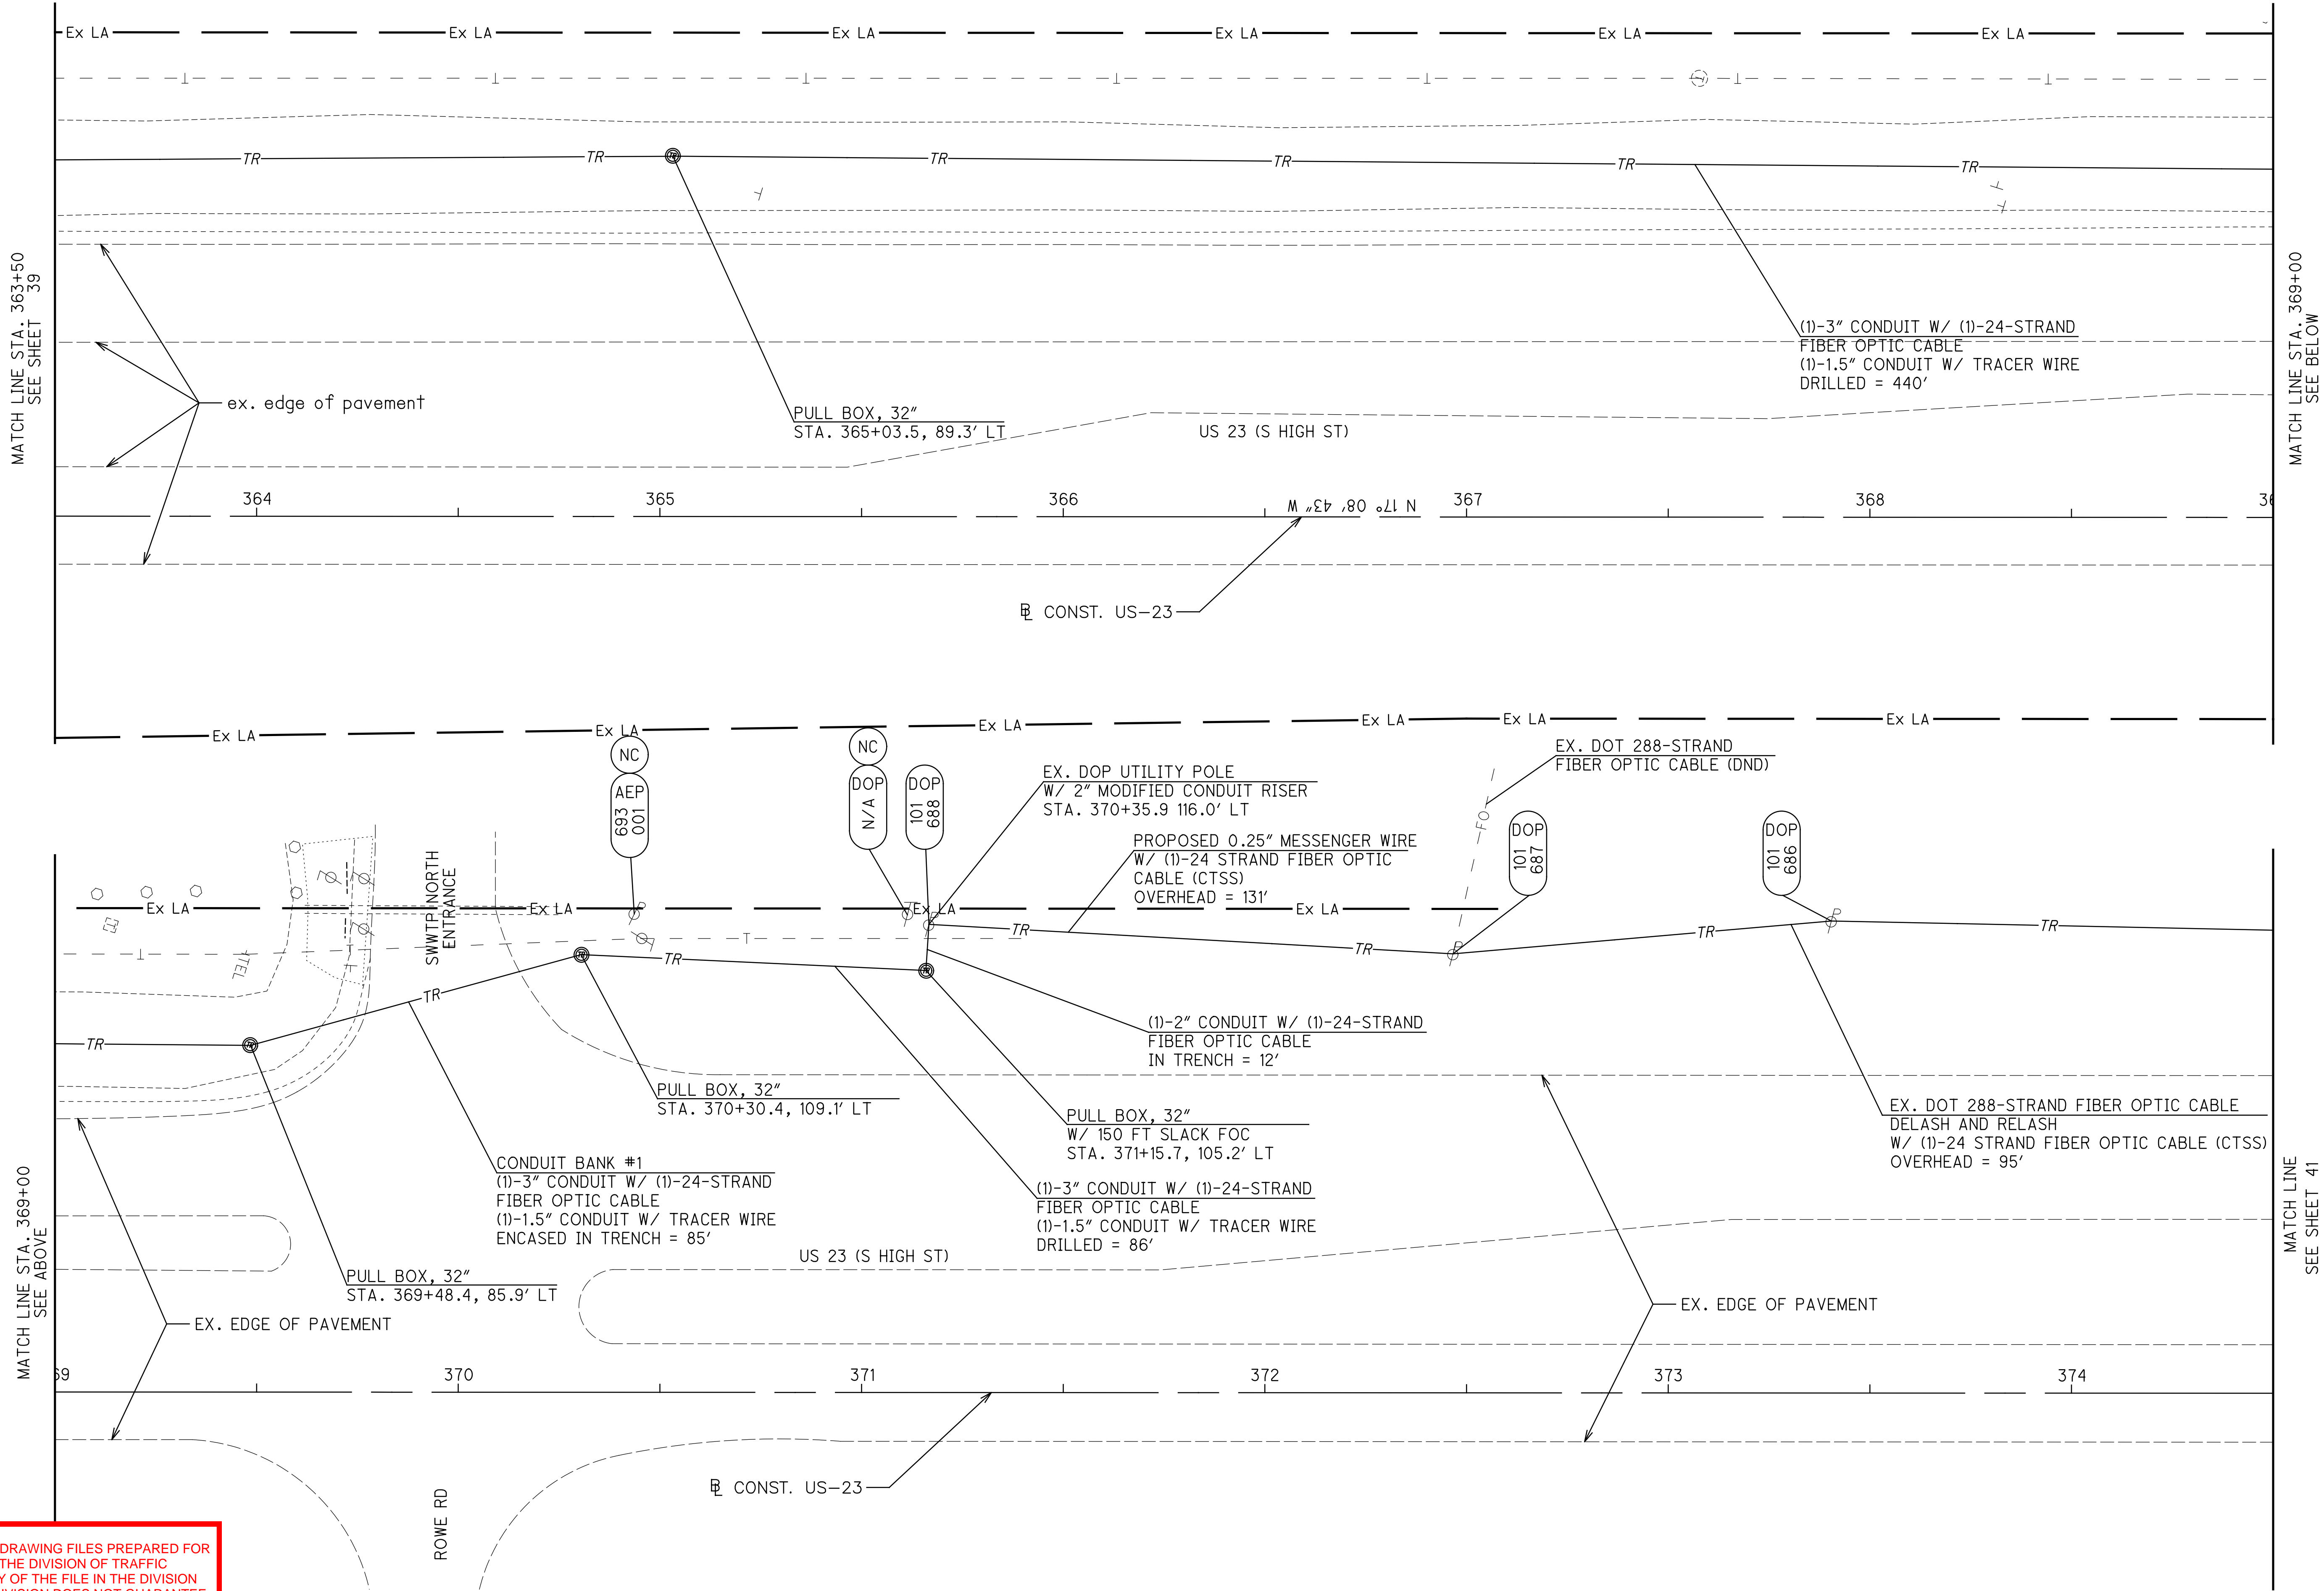 Ex LA Ex LA Ex LA Ex LA Ex LA Ex LA
TR TR TR TR TR TR
MATCH LINE STA. 363+50
SEE SHEET 39
MATCH LINE STA. 369+00
SEE BELOW
(1)-3" CONDUIT W/ (1)-24-STRAND
FIBER OPTIC CABLE
(1)-1.5" CONDUIT W/ TRACER WIRE
DRILLED = 440'
ex. edge of pavement
PULL BOX, 32"
STA. 365+03.5, 89.3' LT
US 23 (S HIGH ST)
364 365 366 367 368 36
N 17° 08' 43" W
BL CONST. US-23
Ex LA Ex LA Ex LA Ex LA Ex LA Ex LA
NC
AEP
693
001
NC
DOP
N/A
DOP
101
688
EX. DOP UTILITY POLE
W/ 2" MODIFIED CONDUIT RISER
STA. 370+35.9 116.0' LT
EX. DOT 288-STRAND
FIBER OPTIC CABLE (DND)
FO
PROPOSED 0.25" MESSENGER WIRE
W/ (1)-24 STRAND FIBER OPTIC
CABLE (CTSS)
OVERHEAD = 131'
DOP
101
687
DOP
101
686
SWWTP NORTH
ENTRANCE
Ex LA Ex LA Ex LA Ex LA
P P P P
TEL
TR TR TR TR TR TR TR
(1)-2" CONDUIT W/ (1)-24-STRAND
FIBER OPTIC CABLE
IN TRENCH = 12'
PULL BOX, 32"
STA. 370+30.4, 109.1' LT
PULL BOX, 32"
W/ 150 FT SLACK FOC
STA. 371+15.7, 105.2' LT
EX. DOT 288-STRAND FIBER OPTIC CABLE
DELASH AND RELASH
W/ (1)-24 STRAND FIBER OPTIC CABLE (CTSS)
OVERHEAD = 95'
CONDUIT BANK #1
(1)-3" CONDUIT W/ (1)-24-STRAND
FIBER OPTIC CABLE
(1)-1.5" CONDUIT W/ TRACER WIRE
ENCASED IN TRENCH = 85'
(1)-3" CONDUIT W/ (1)-24-STRAND
FIBER OPTIC CABLE
(1)-1.5" CONDUIT W/ TRACER WIRE
DRILLED = 86'
MATCH LINE STA. 369+00
SEE ABOVE
MATCH LINE
SEE SHEET 41
US 23 (S HIGH ST)
PULL BOX, 32"
STA. 369+48.4, 85.9' LT
EX. EDGE OF PAVEMENT
EX. EDGE OF PAVEMENT
69 370 371 372 373 374
BL CONST. US-23
ROWE RD
DRAWING FILES PREPARED FOR
THE DIVISION OF TRAFFIC
Y OF THE FILE IN THE DIVISION